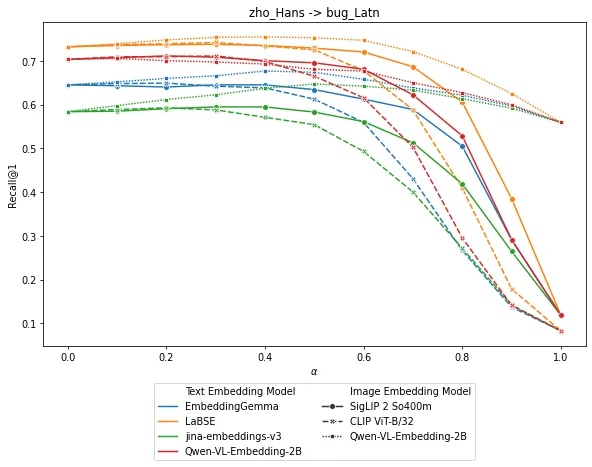 zho_Hans -> bug_Latn
Recall@1
0.7
0.6
0.5
0.4
0.3
0.2
0.1
0.0 0.2 0.4 0.6 0.8 1.0
α
Text Embedding Model Image Embedding Model
EmbeddingGemma SigLIP 2 So400m
LaBSE CLIP ViT-B/32
jina-embeddings-v3 Qwen-VL-Embedding-2B
Qwen-VL-Embedding-2B